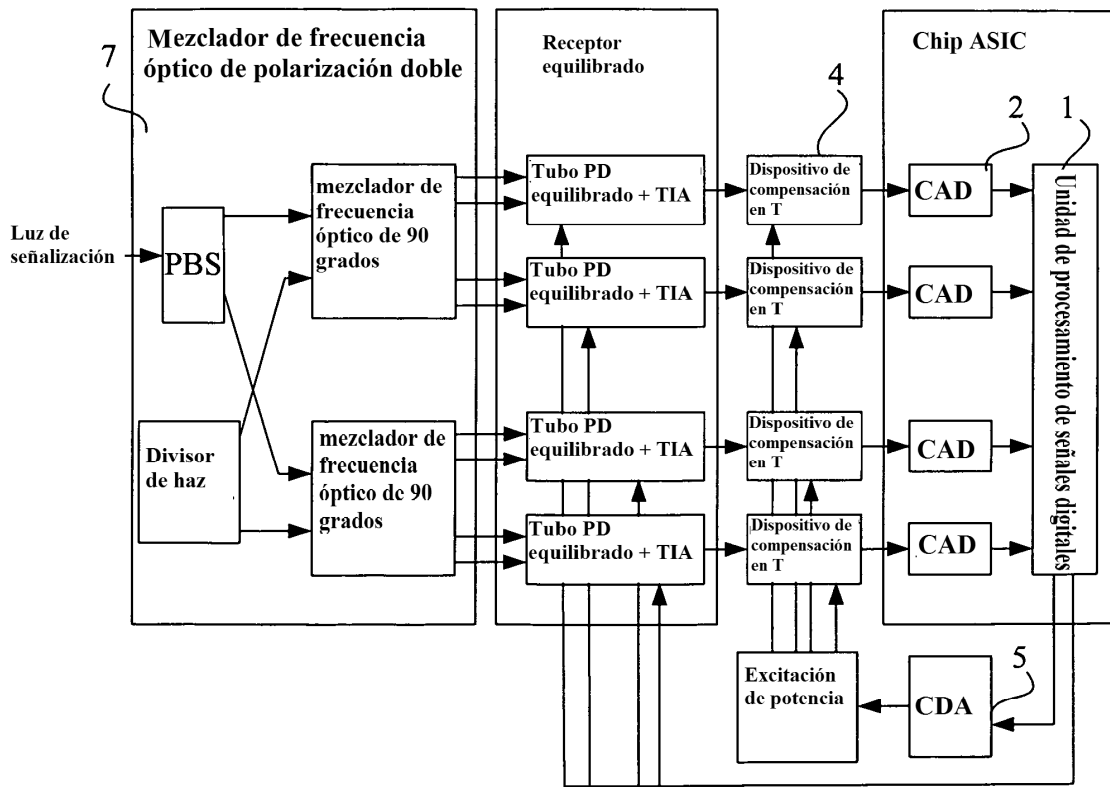 7
Mezclador de frecuencia
óptico de polarización doble
Luz de
señalización
PBS
Divisor
de haz
mezclador de
frecuencia
óptico de 90
grados
mezclador de
frecuencia
óptico de 90
grados
Receptor
equilibrado
Tubo PD
equilibrado + TIA
Tubo PD
equilibrado + TIA
Tubo PD
equilibrado + TIA
Tubo PD
equilibrado + TIA
4
Dispositivo de
compensación
en T
Dispositivo de
compensación
en T
Dispositivo de
compensación
en T
Dispositivo de
compensación
en T
Excitación
de potencia
Chip ASIC
2
1
CAD
CAD
CAD
CAD
Unidad de procesamiento de señales digitales
CDA
5